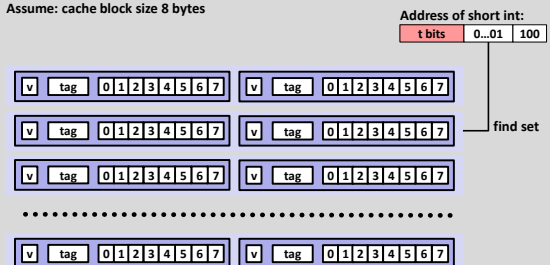 Assume: cache block size 8 bytes
Address of short int:
t bits 0...01 100
v tag 0 1 2 3 4 5 6 7 v tag 0 1 2 3 4 5 6 7
v tag 0 1 2 3 4 5 6 7 v tag 0 1 2 3 4 5 6 7
find set
v tag 0 1 2 3 4 5 6 7 v tag 0 1 2 3 4 5 6 7
v tag 0 1 2 3 4 5 6 7 v tag 0 1 2 3 4 5 6 7